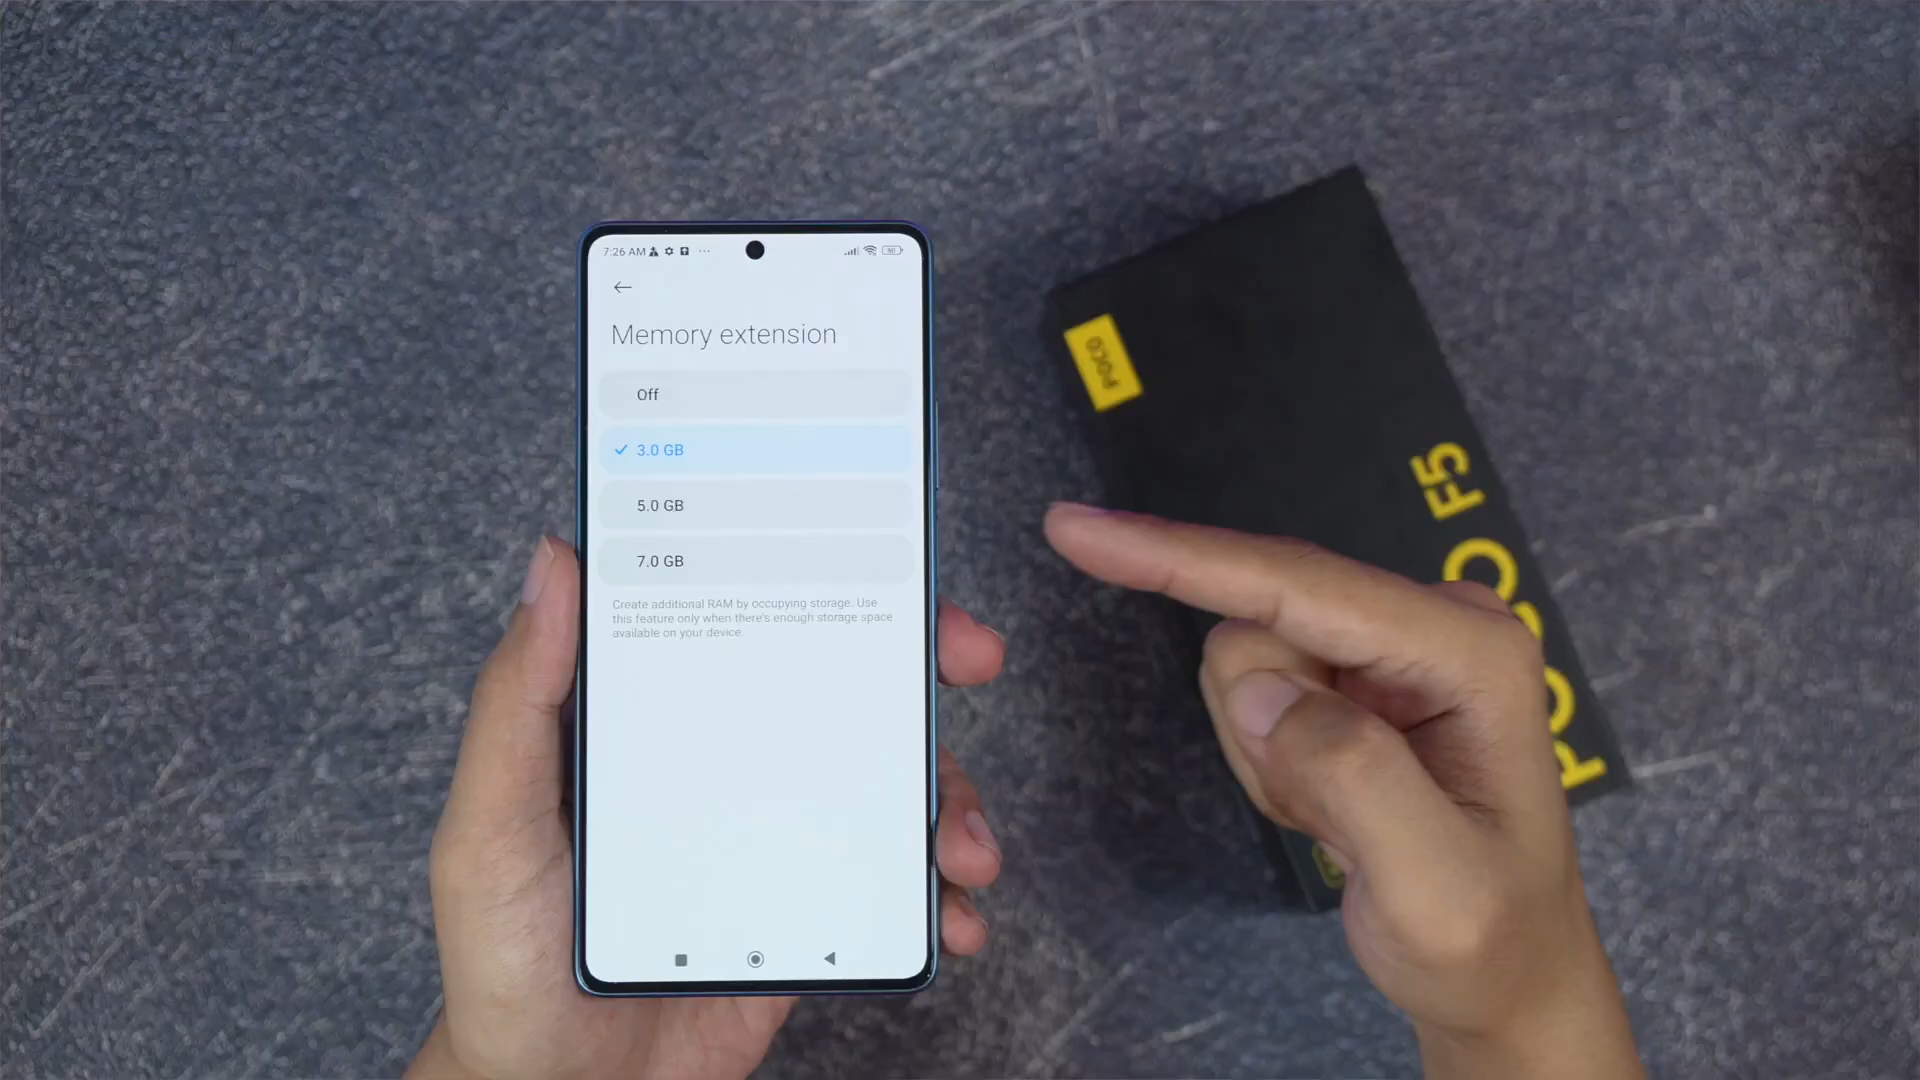 7:26 AM
Memory extension
Off
3.0 GB
5.0 GB
7.0 GB
Create additional RAM by occupying storage. Use
this feature only when there's enough storage space
available on your device.
POCO
POCO F5